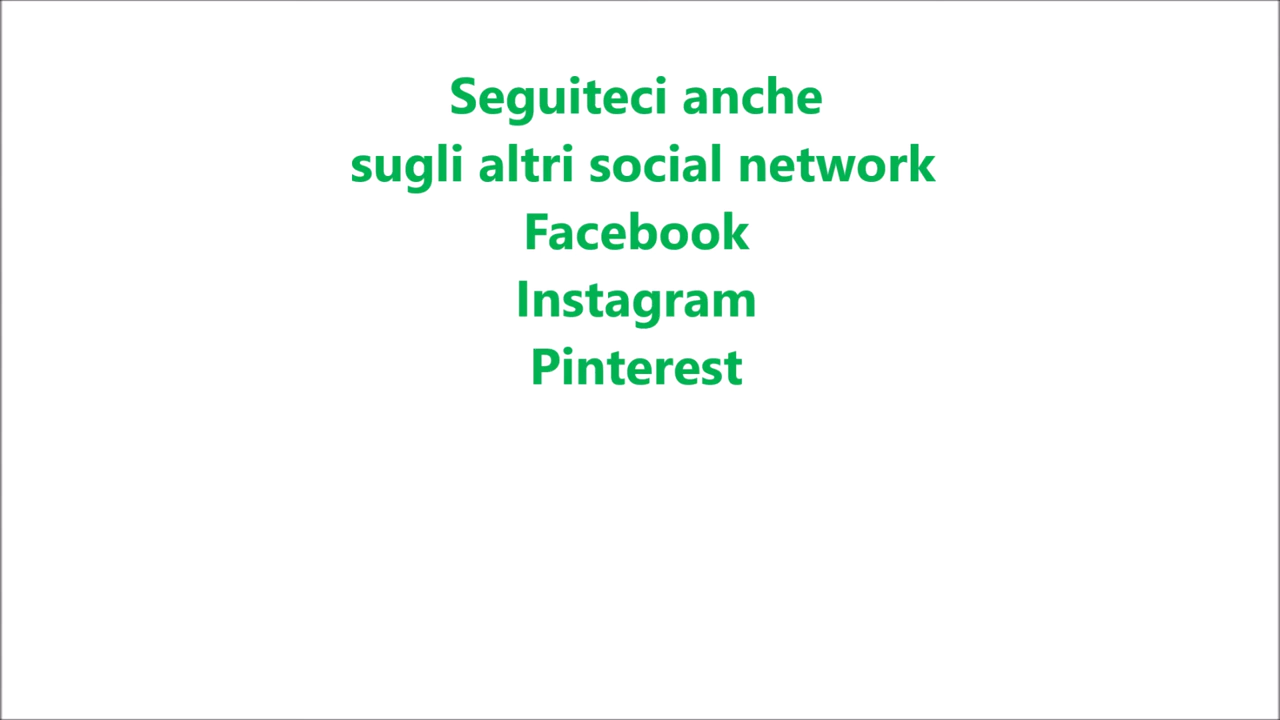 Seguiteci anche
sugli altri social network
Facebook
Instagram
Pinterest